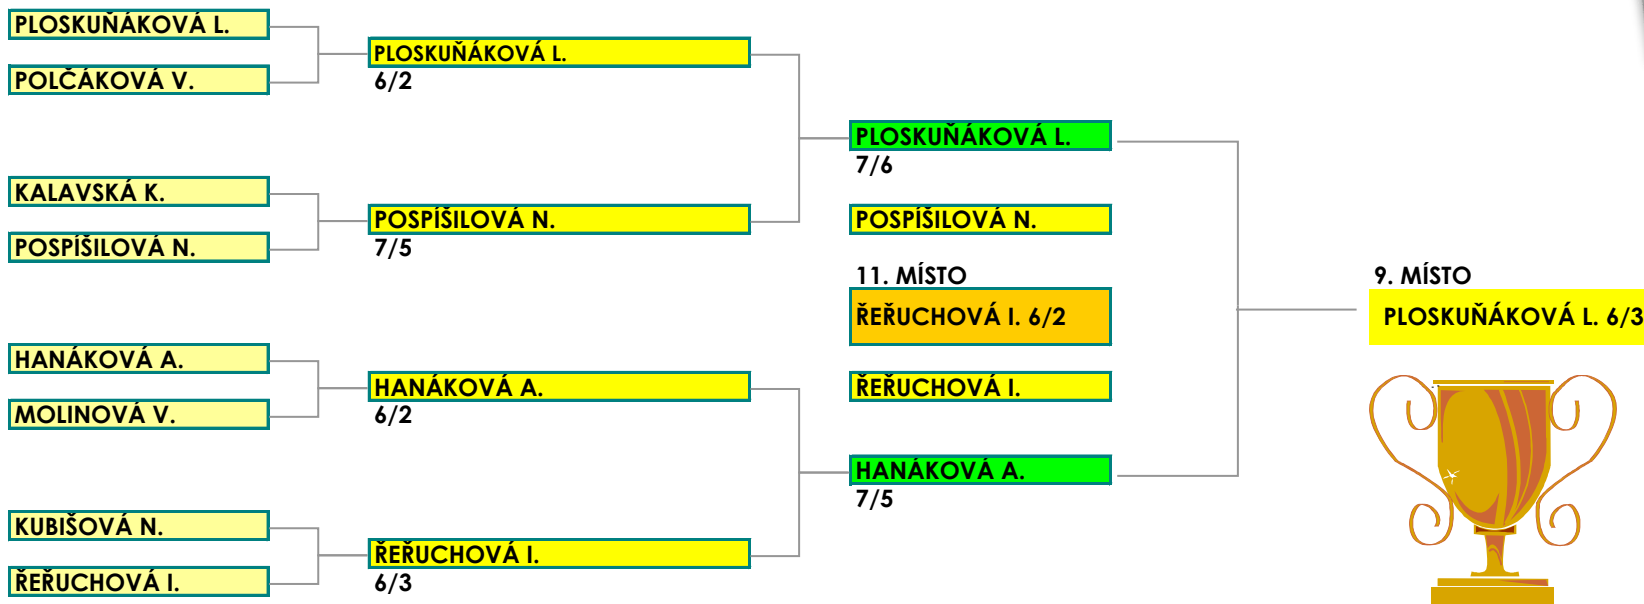 PLOSKUŇÁKOVÁ L.
POLČÁKOVÁ V.
KALAVSKÁ K.
POSPÍŠILOVÁ N.
HANÁKOVÁ A.
MOLINOVÁ V.
KUBIŠOVÁ N.
ŘEŘUCHOVÁ I.
PLOSKUŇÁKOVÁ L.
6/2
POSPÍŠILOVÁ N.
7/5
HANÁKOVÁ A.
6/2
ŘEŘUCHOVÁ I.
6/3
PLOSKUŇÁKOVÁ L.
7/6
POSPÍŠILOVÁ N.
11. MÍSTO
ŘEŘUCHOVÁ I. 6/2
ŘEŘUCHOVÁ I.
HANÁKOVÁ A.
7/5
9. MÍSTO
PLOSKUŇÁKOVÁ L. 6/3